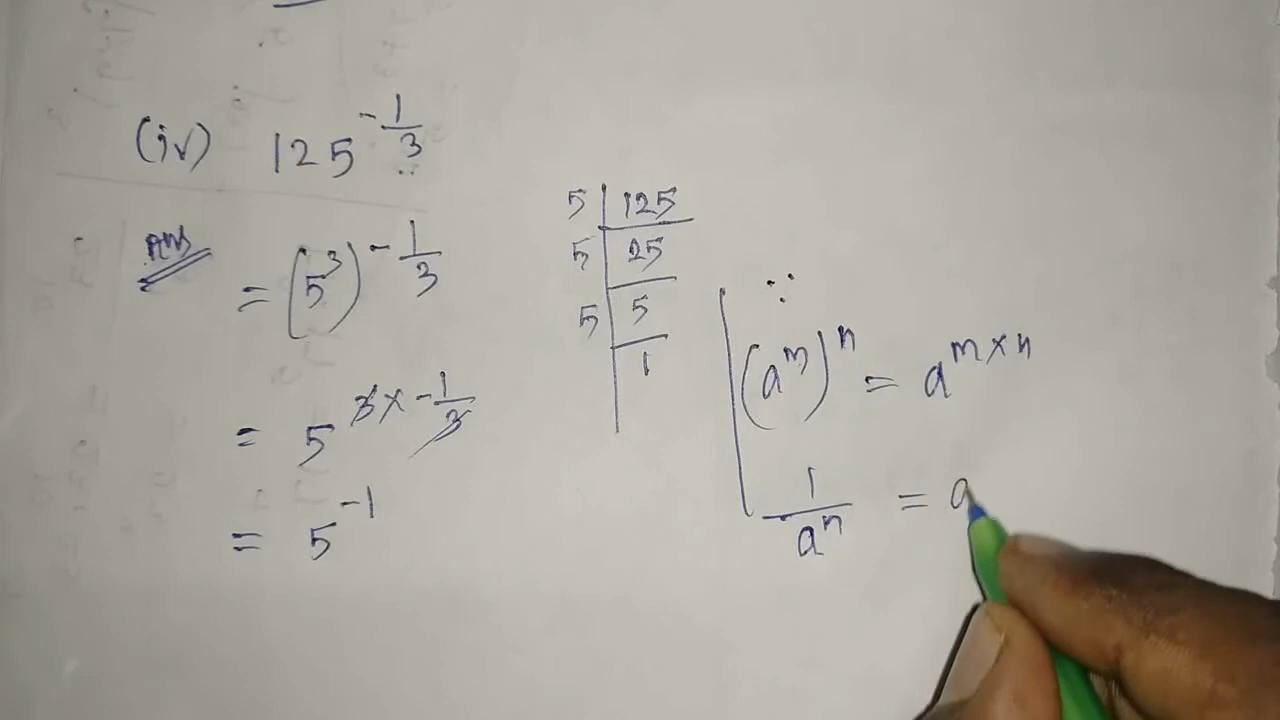 (iv) 125^{-1/3}
Ans
= (5^3)^{-1/3}
= 5^{3 × -1/3}
= 5^{-1}
5 | 125
5 | 25
5 | 5
1
∵
(a^m)^n = a^{m×n}
1/a^n = a